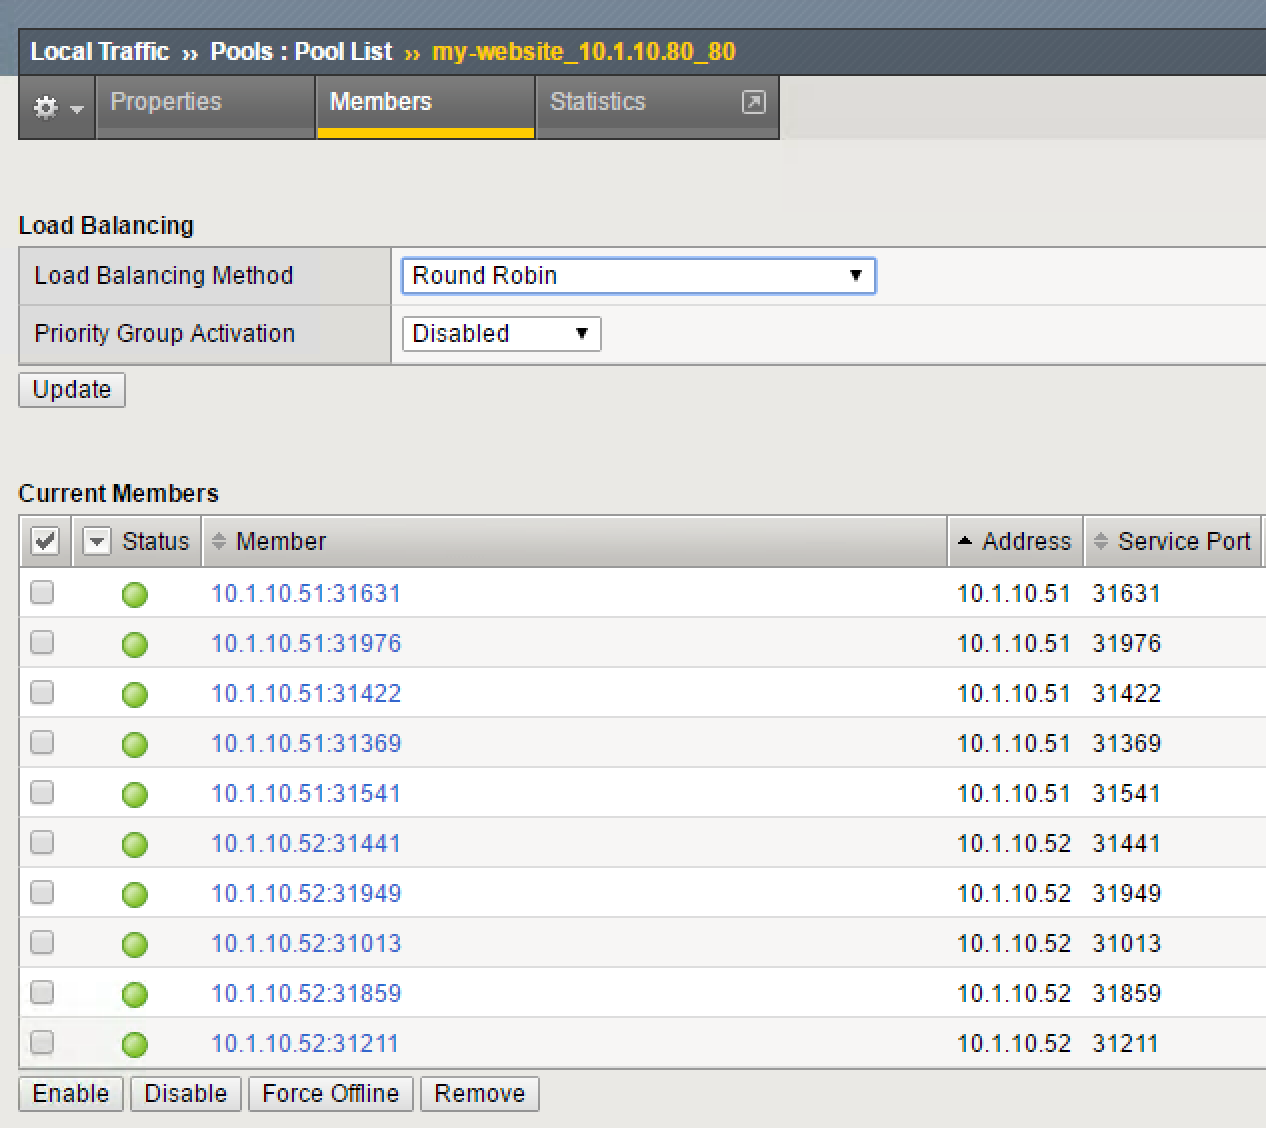 Local Traffic ›› Pools : Pool List ›› my-website_10.1.10.80_80
Properties Members Statistics
Load Balancing
Load Balancing Method Round Robin
Priority Group Activation Disabled
Update
Current Members
Status Member Address Service Port
10.1.10.51:31631 10.1.10.51 31631
10.1.10.51:31976 10.1.10.51 31976
10.1.10.51:31422 10.1.10.51 31422
10.1.10.51:31369 10.1.10.51 31369
10.1.10.51:31541 10.1.10.51 31541
10.1.10.52:31441 10.1.10.52 31441
10.1.10.52:31949 10.1.10.52 31949
10.1.10.52:31013 10.1.10.52 31013
10.1.10.52:31859 10.1.10.52 31859
10.1.10.52:31211 10.1.10.52 31211
Enable Disable Force Offline Remove